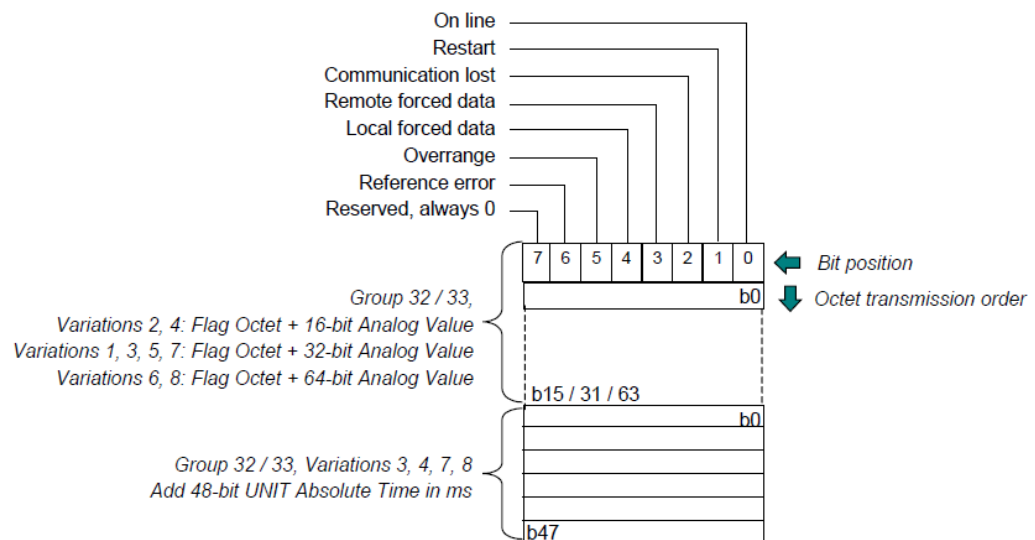 On line
Restart
Communication lost
Remote forced data
Local forced data
Overrange
Reference error
Reserved, always 0
7 6 5 4 3 2 1 0
Bit position
b0
Octet transmission order
Group 32 / 33,
Variations 2, 4: Flag Octet + 16-bit Analog Value
Variations 1, 3, 5, 7: Flag Octet + 32-bit Analog Value
Variations 6, 8: Flag Octet + 64-bit Analog Value
b15 / 31 / 63
b0
Group 32 / 33, Variations 3, 4, 7, 8
Add 48-bit UNIT Absolute Time in ms
b47